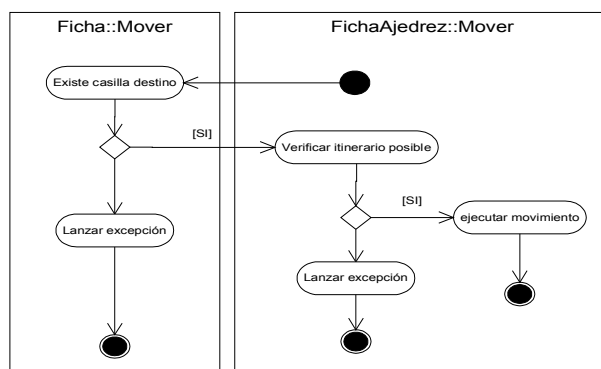 Ficha::Mover
FichaAjedrez::Mover
Existe casilla destino
[SI]
Verificar itinerario posible
[SI]
Lanzar excepción
ejecutar movimiento
Lanzar excepción